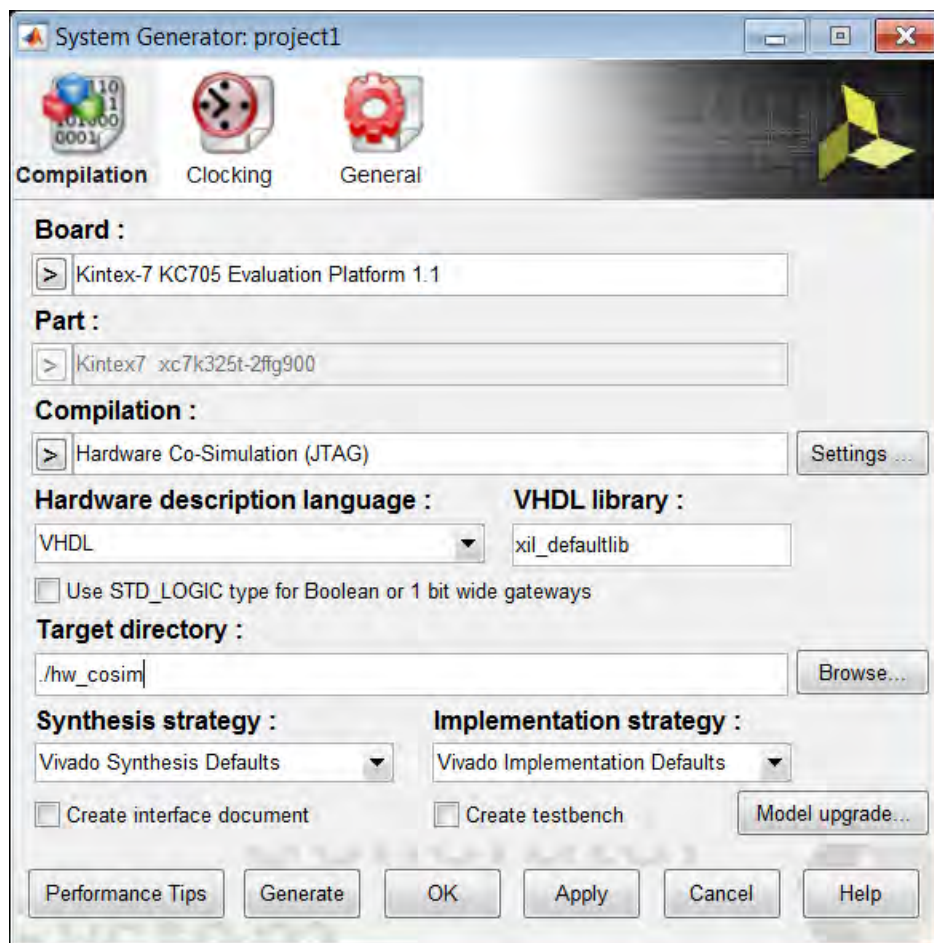 System Generator: project1
Compilation Clocking General
Board :
> Kintex-7 KC705 Evaluation Platform 1.1
Part :
> Kintex7 xc7k325t-2ffg900
Compilation :
> Hardware Co-Simulation (JTAG) Settings ...
Hardware description language : VHDL library :
VHDL xil_defaultlib
Use STD_LOGIC type for Boolean or 1 bit wide gateways
Target directory :
./hw_cosim Browse...
Synthesis strategy : Implementation strategy :
Vivado Synthesis Defaults Vivado Implementation Defaults
Create interface document Create testbench Model upgrade...
Performance Tips Generate OK Apply Cancel Help